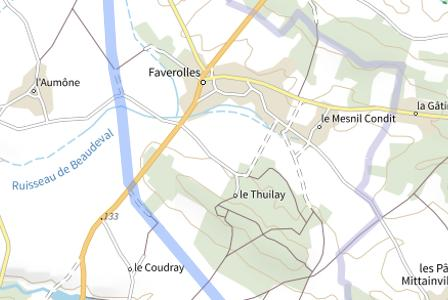 l'Aumône
Faverolles
la Gâti
le Mesnil Condit
Ruisseau de Beaudeval
le Thuilay
133
le Coudray
les Pâ
Mittainvil